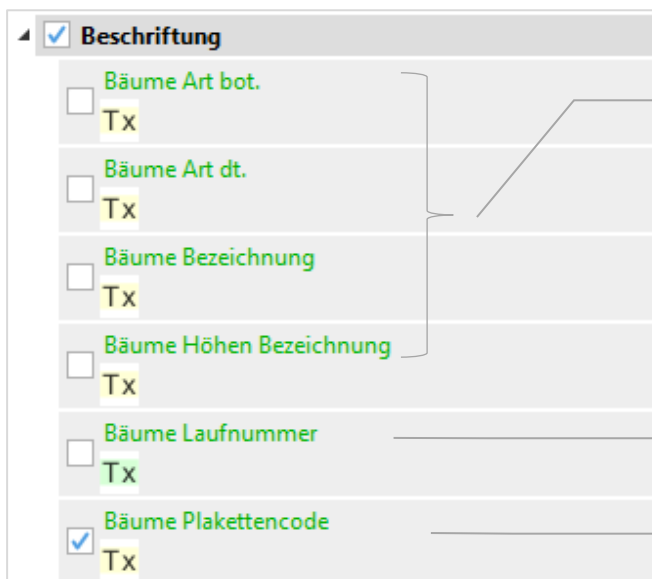 Beschriftung
Bäume Art bot.
Tx
Bäume Art dt.
Tx
Bäume Bezeichnung
Tx
Bäume Höhen Bezeichnung
Tx
Bäume Laufnummer
Tx
Bäume Plakettencode
Tx